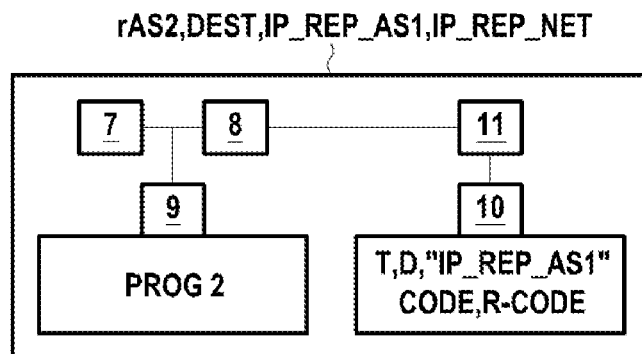 rAS2,DEST,IP_REP_AS1,IP_REP_NET
7
8
11
9
10
PROG 2
T,D,"IP_REP_AS1"
CODE,R-CODE